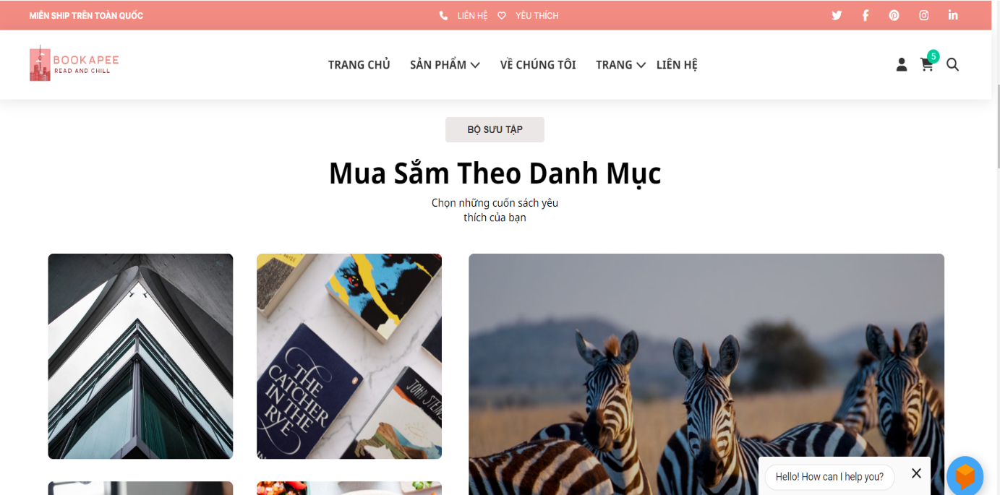 MIỄN SHIP TRÊN TOÀN QUỐC
LIÊN HỆ
YÊU THÍCH
BOOKAPEE
READ AND CHILL
TRANG CHỦ
SẢN PHẨM
VỀ CHÚNG TÔI
TRANG
LIÊN HỆ
5
BỘ SƯU TẬP
Mua Sắm Theo Danh Mục
Chọn những cuốn sách yêu
thích của bạn
THE
CATCHER
IN THE
RYE
JOHN
Hello! How can I help you?